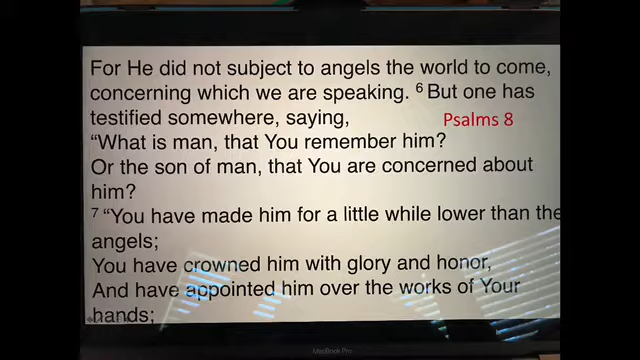 For He did not subject to angels the world to come,
concerning which we are speaking. 6 But one has
testified somewhere, saying,
Psalms 8
"What is man, that You remember him?
Or the son of man, that You are concerned about
him?
7 "You have made him for a little while lower than the
angels;
You have crowned him with glory and honor,
And have appointed him over the works of Your
hands;
MacBook Pro